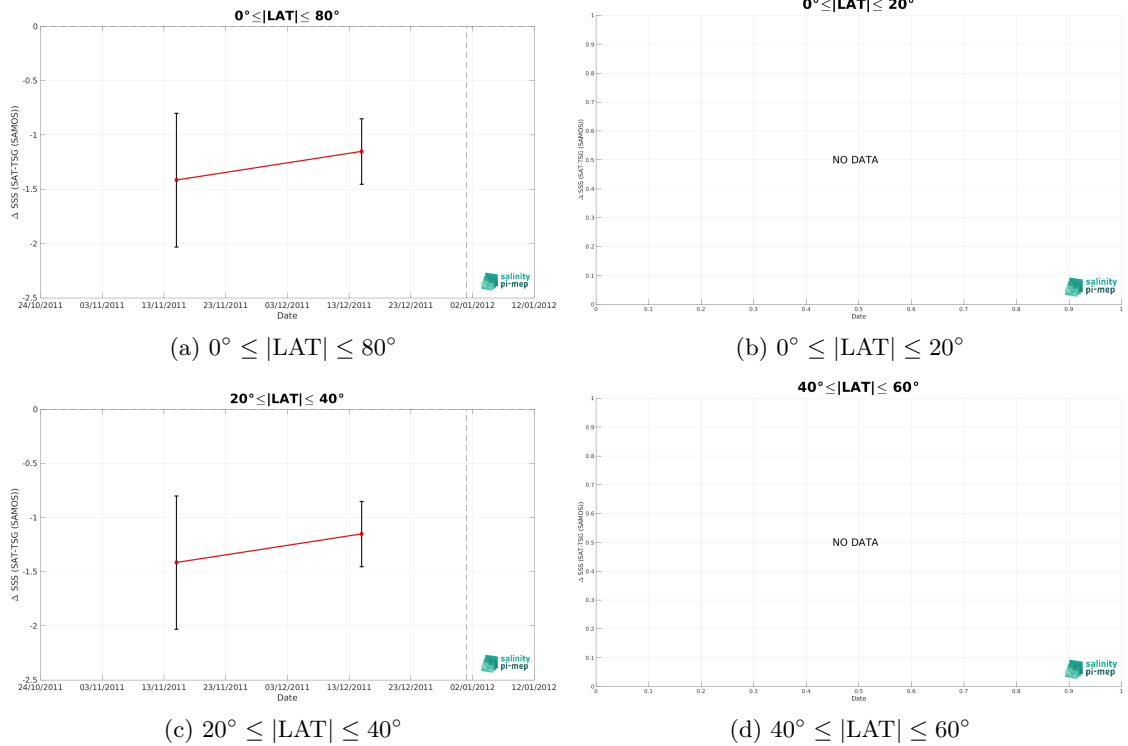 0°≤|LAT|≤ 80°
0
-0.5
-1
-1.5
-2
-2.5
Δ SSS (SAT-TSG (SAMOS))
24/10/2011 03/11/2011 13/11/2011 23/11/2011 03/12/2011 13/12/2011 23/12/2011 02/01/2012 12/01/2012
Date
salinity
pi-mep
(a) 0° ≤ |LAT| ≤ 80°
0°≤|LAT|≤ 20°
1
0.9
0.8
0.7
0.6
0.5
0.4
0.3
0.2
0.1
0
Δ SSS (SAT-TSG (SAMOS))
NO DATA
0 0.1 0.2 0.3 0.4 0.5 0.6 0.7 0.8 0.9 1
Date
salinity
pi-mep
(b) 0° ≤ |LAT| ≤ 20°
20°≤|LAT|≤ 40°
0
-0.5
-1
-1.5
-2
-2.5
Δ SSS (SAT-TSG (SAMOS))
24/10/2011 03/11/2011 13/11/2011 23/11/2011 03/12/2011 13/12/2011 23/12/2011 02/01/2012 12/01/2012
Date
salinity
pi-mep
(c) 20° ≤ |LAT| ≤ 40°
40°≤|LAT|≤ 60°
1
0.9
0.8
0.7
0.6
0.5
0.4
0.3
0.2
0.1
0
Δ SSS (SAT-TSG (SAMOS))
NO DATA
0 0.1 0.2 0.3 0.4 0.5 0.6 0.7 0.8 0.9 1
Date
salinity
pi-mep
(d) 40° ≤ |LAT| ≤ 60°